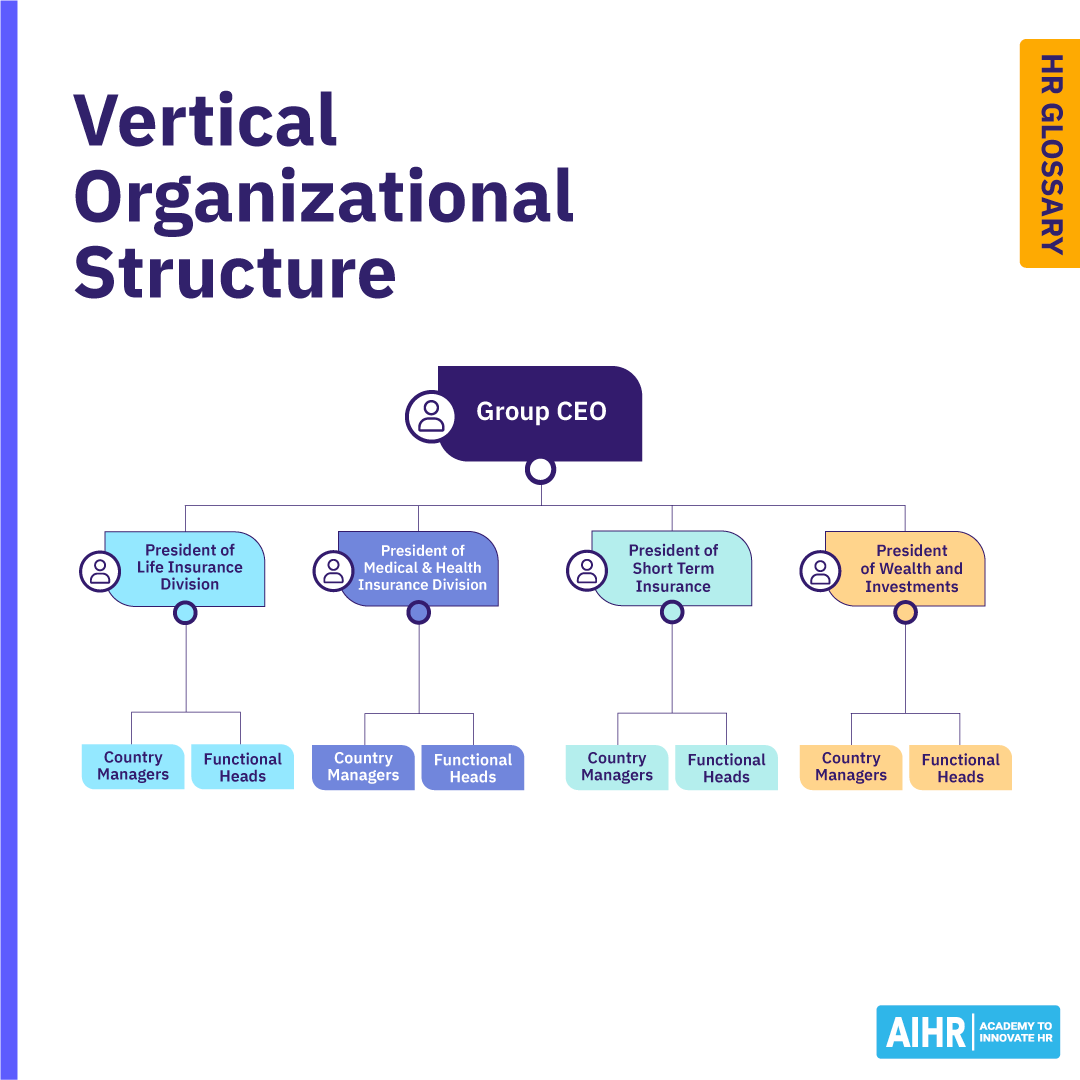 Vertical
Organizational
Structure
HR GLOSSARY
Group CEO
President of
Life Insurance
Division
President of
Medical & Health
Insurance Division
President of
Short Term
Insurance
President
of Wealth and
Investments
Country
Managers
Functional
Heads
Country
Managers
Functional
Heads
Country
Managers
Functional
Heads
Country
Managers
Functional
Heads
AIHR
ACADEMY TO
INNOVATE HR